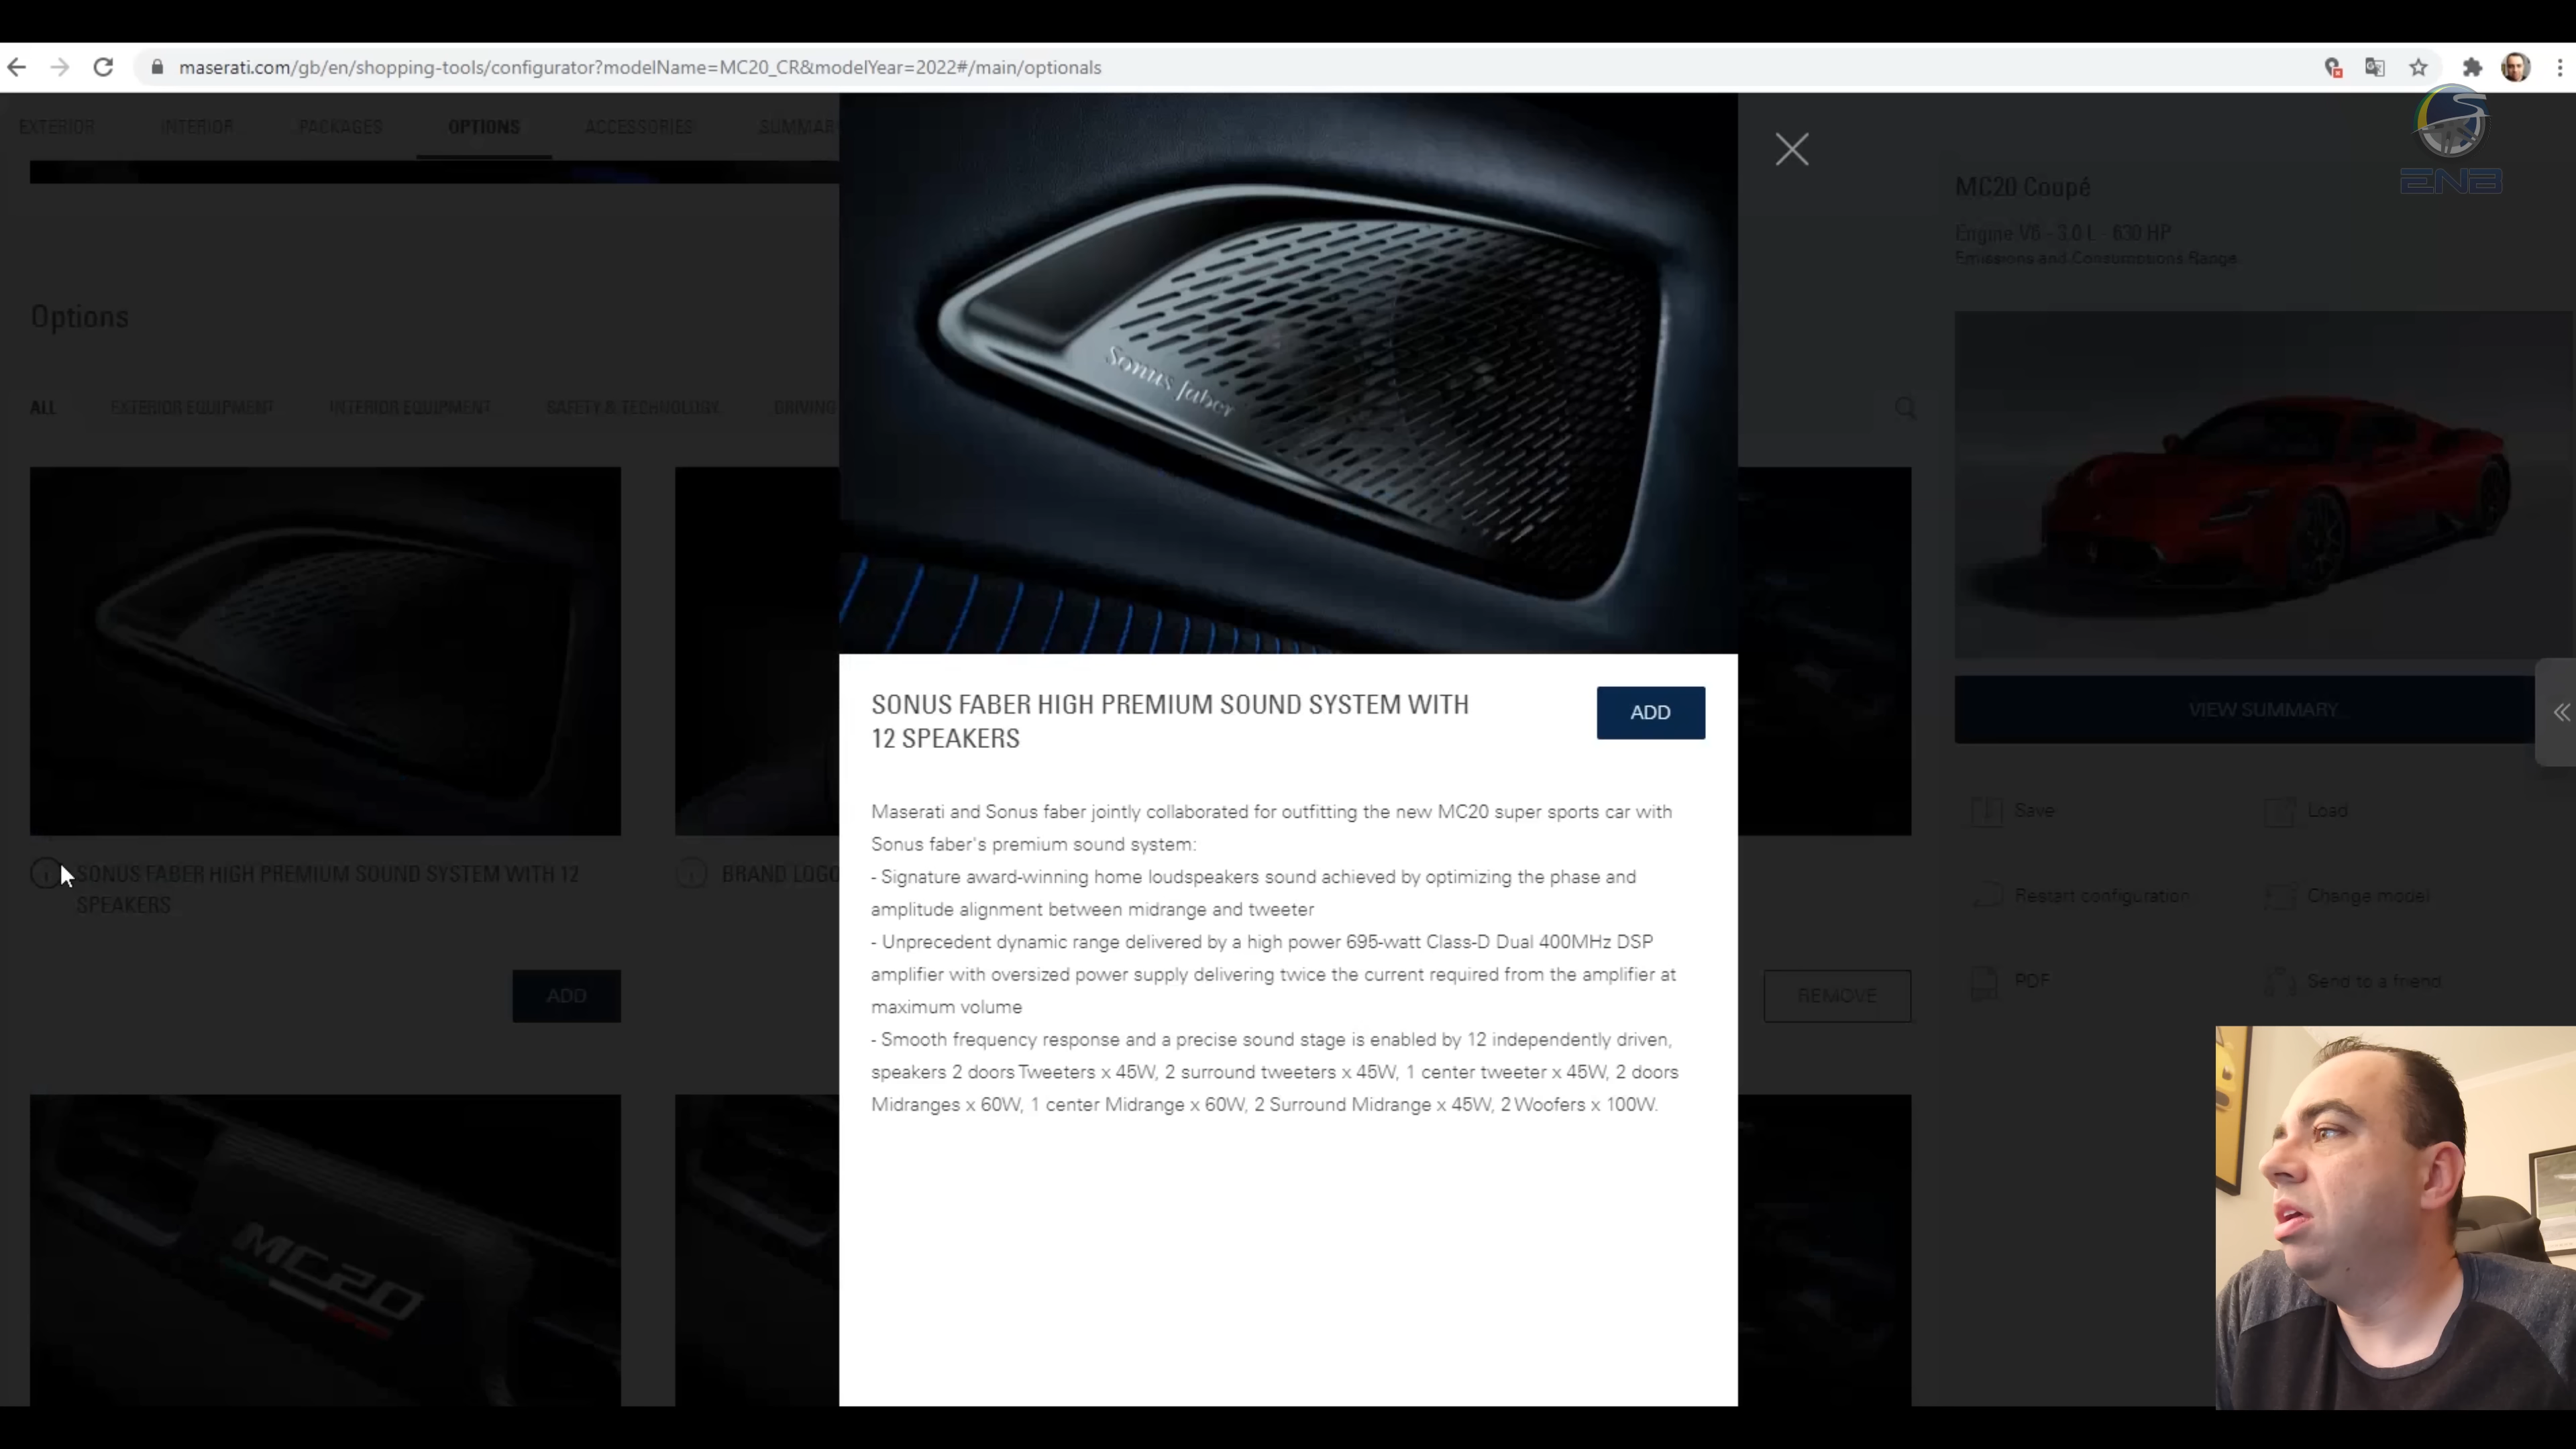 maserati.com/gb/en/shopping-tools/configurator?modelName=MC20_CR&modelYear=2022#/main/optionals
ENB
EXTERIOR
INTERIOR
PACKAGES
OPTIONS
ACCESSORIES
Options
ALL
EXTERIOR EQUIPMENT
INTERIOR EQUIPMENT
SAFETY & TECHNOLOGY
DRIVING
SONUS FABER HIGH PREMIUM SOUND SYSTEM WITH 12
SPEAKERS
ADD
BRAND LOGO
MC20
Sonus faber
SONUS FABER HIGH PREMIUM SOUND SYSTEM WITH
12 SPEAKERS
ADD
Maserati and Sonus faber jointly collaborated for outfitting the new MC20 super sports car with
Sonus faber's premium sound system:
- Signature award-winning home loudspeakers sound achieved by optimizing the phase and
amplitude alignment between midrange and tweeter
- Unprecedent dynamic range delivered by a high power 695-watt Class-D Dual 400MHz DSP
amplifier with oversized power supply delivering twice the current required from the amplifier at
maximum volume
- Smooth frequency response and a precise sound stage is enabled by 12 independently driven,
speakers 2 doors Tweeters x 45W, 2 surround tweeters x 45W, 1 center tweeter x 45W, 2 doors
Midranges x 60W, 1 center Midrange x 60W, 2 Surround Midrange x 45W, 2 Woofers x 100W.
REMOVE
MC20 Coupé
Engine V6 - 3.0 L - 630 HP
Emissions and Consumptions Range
VIEW SUMMARY
Save
Load
Restart configuration
Change model
PDF
Send to a friend